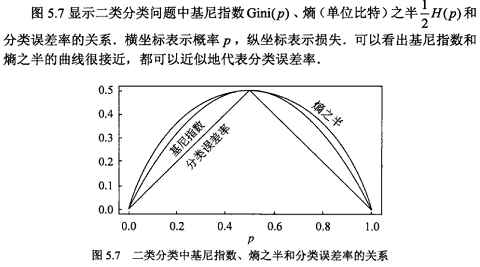 图 5.7 显示二类分类问题中基尼指数 Gini(p)、熵（单位比特）之半 1/2 H(p) 和
分类误差率的关系．横坐标表示概率 p，纵坐标表示损失．可以看出基尼指数和
熵之半的曲线很接近，都可以近似地代表分类误差率．
0.5
0.4
0.3
0.2
0.1
0.0
基尼指数
分类误差率
熵之半
0.0 0.2 0.4 0.6 0.8 1.0
p
图 5.7 二类分类中基尼指数、熵之半和分类误差率的关系